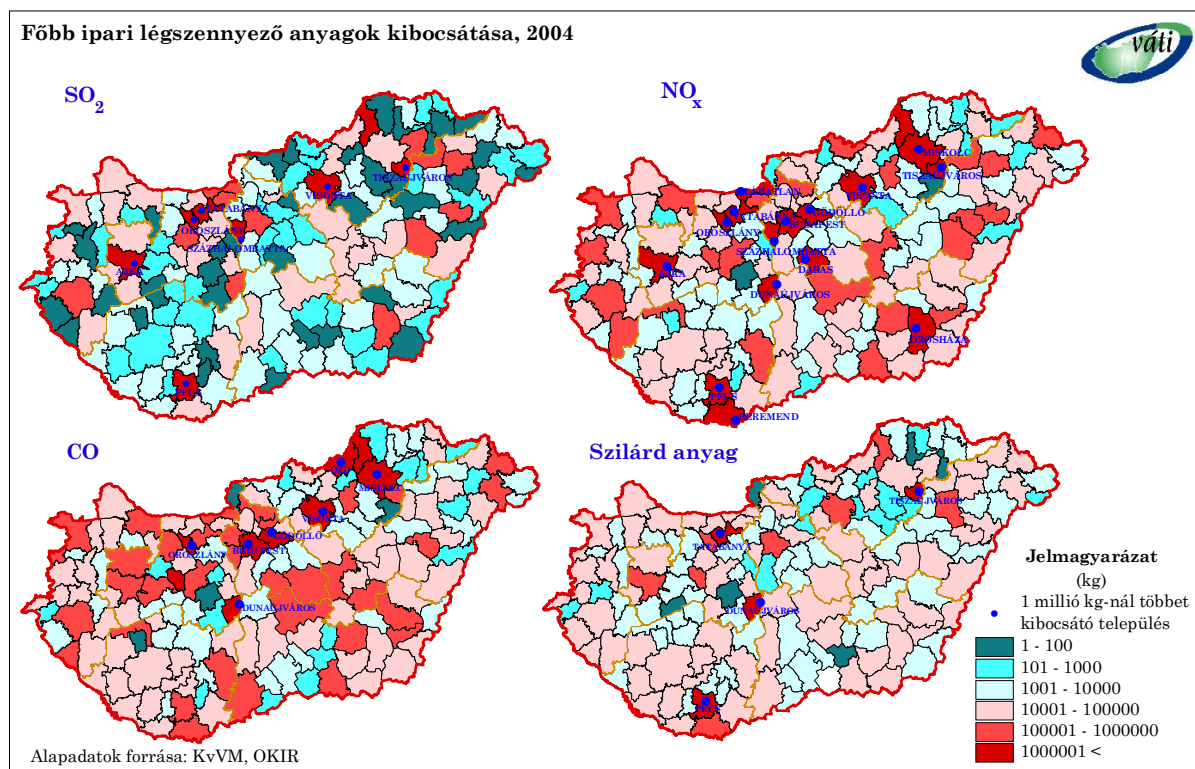 Főbb ipari légszennyező anyagok kibocsátása, 2004
váti
SO2
TISZAÚJVÁROS
VISONTA
TATABÁNYA
OROSZLÁNY
SZÁZHALOMBATTA
AJKA
PÉCS
NOx
MISKOLC
TISZAÚJVÁROS
VISONTA
LÁBATLAN
TATABÁNYA
GÖDÖLLŐ
BUDAPEST
OROSZLÁNY
SZÁZHALOMBATTA
DABAS
AJKA
DUNAÚJVÁROS
OROSHÁZA
PÉCS
BEREMEND
CO
MISKOLC
VISONTA
GÖDÖLLŐ
BUDAPEST
OROSZLÁNY
DUNAÚJVÁROS
Szilárd anyag
TISZAÚJVÁROS
TATABÁNYA
DUNAÚJVÁROS
PÉCS
Jelmagyarázat
(kg)
1 millió kg-nál többet
kibocsátó település
1 - 100
101 - 1000
1001 - 10000
10001 - 100000
100001 - 1000000
1000001 <
Alapadatok forrása: KvVM, OKIR